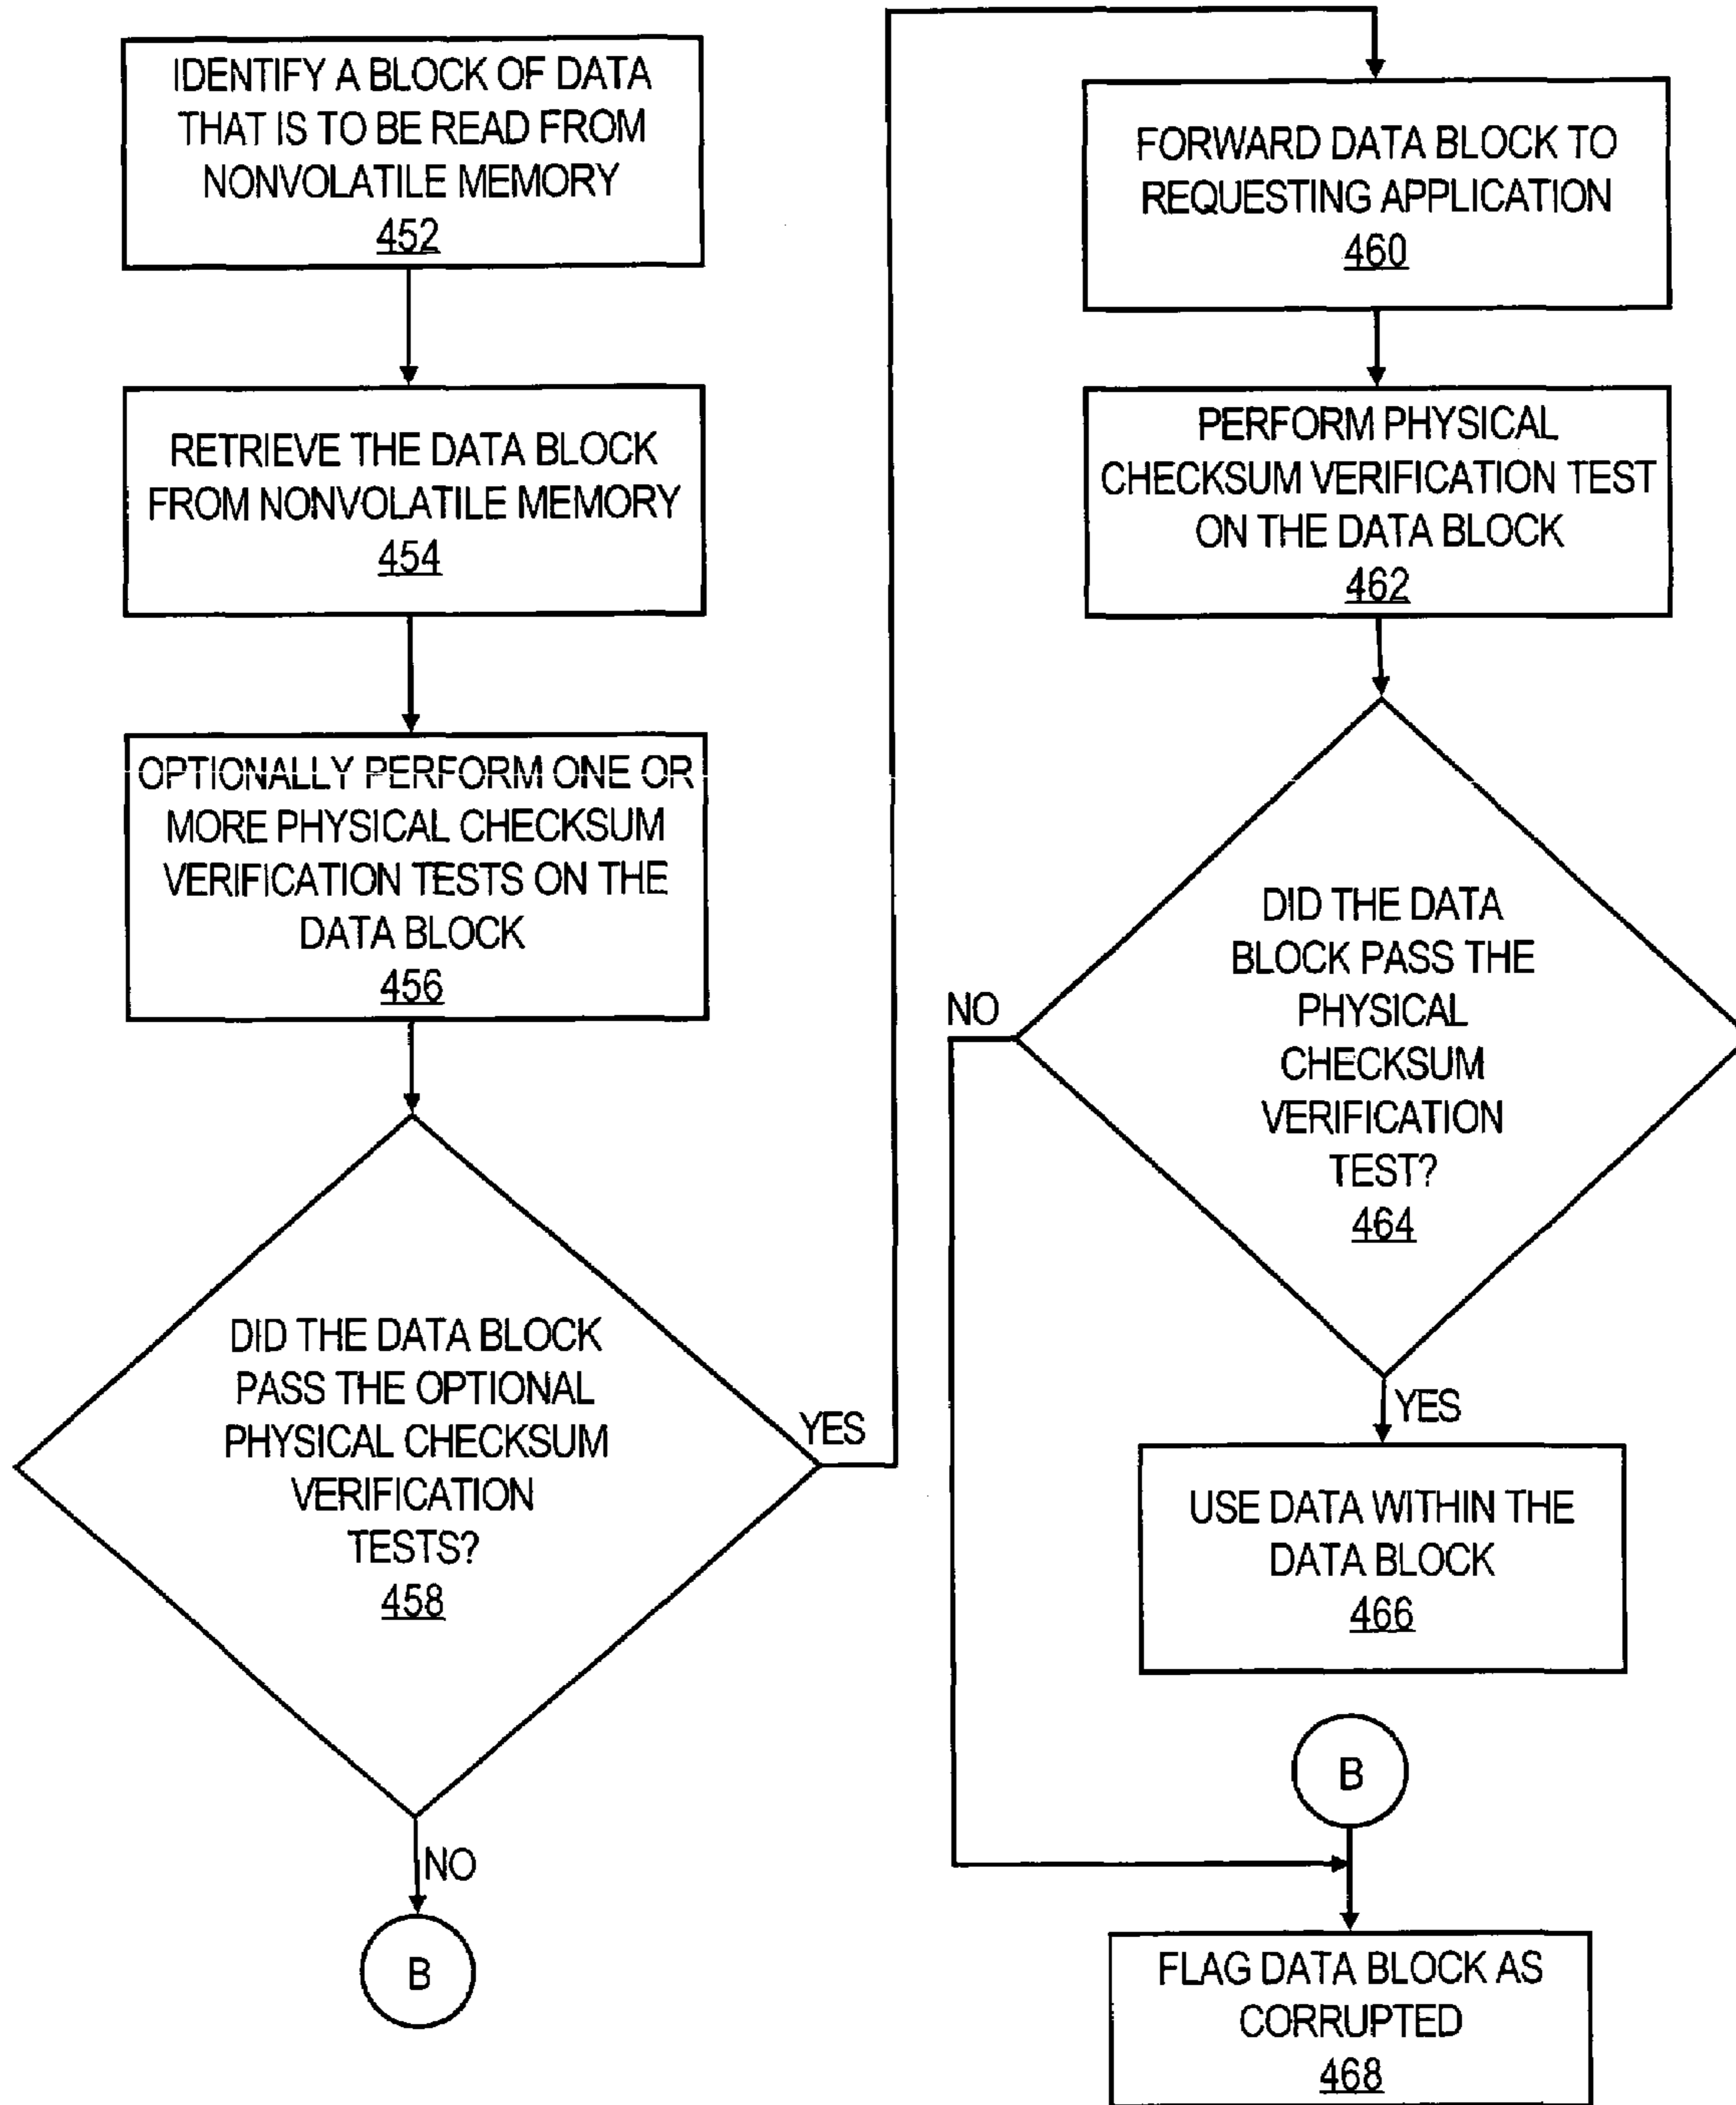 IDENTIFY A BLOCK OF DATA
THAT IS TO BE READ FROM
NONVOLATILE MEMORY
452
RETRIEVE THE DATA BLOCK
FROM NONVOLATILE MEMORY
454
OPTIONALLY PERFORM ONE OR
MORE PHYSICAL CHECKSUM
VERIFICATION TESTS ON THE
DATA BLOCK
456
DID THE DATA BLOCK
PASS THE OPTIONAL
PHYSICAL CHECKSUM
VERIFICATION
TESTS?
458
YES
NO
B
FORWARD DATA BLOCK TO
REQUESTING APPLICATION
460
PERFORM PHYSICAL
CHECKSUM VERIFICATION TEST
ON THE DATA BLOCK
462
DID THE DATA
BLOCK PASS THE
PHYSICAL
CHECKSUM
VERIFICATION
TEST?
464
NO
YES
USE DATA WITHIN THE
DATA BLOCK
466
B
FLAG DATA BLOCK AS
CORRUPTED
468